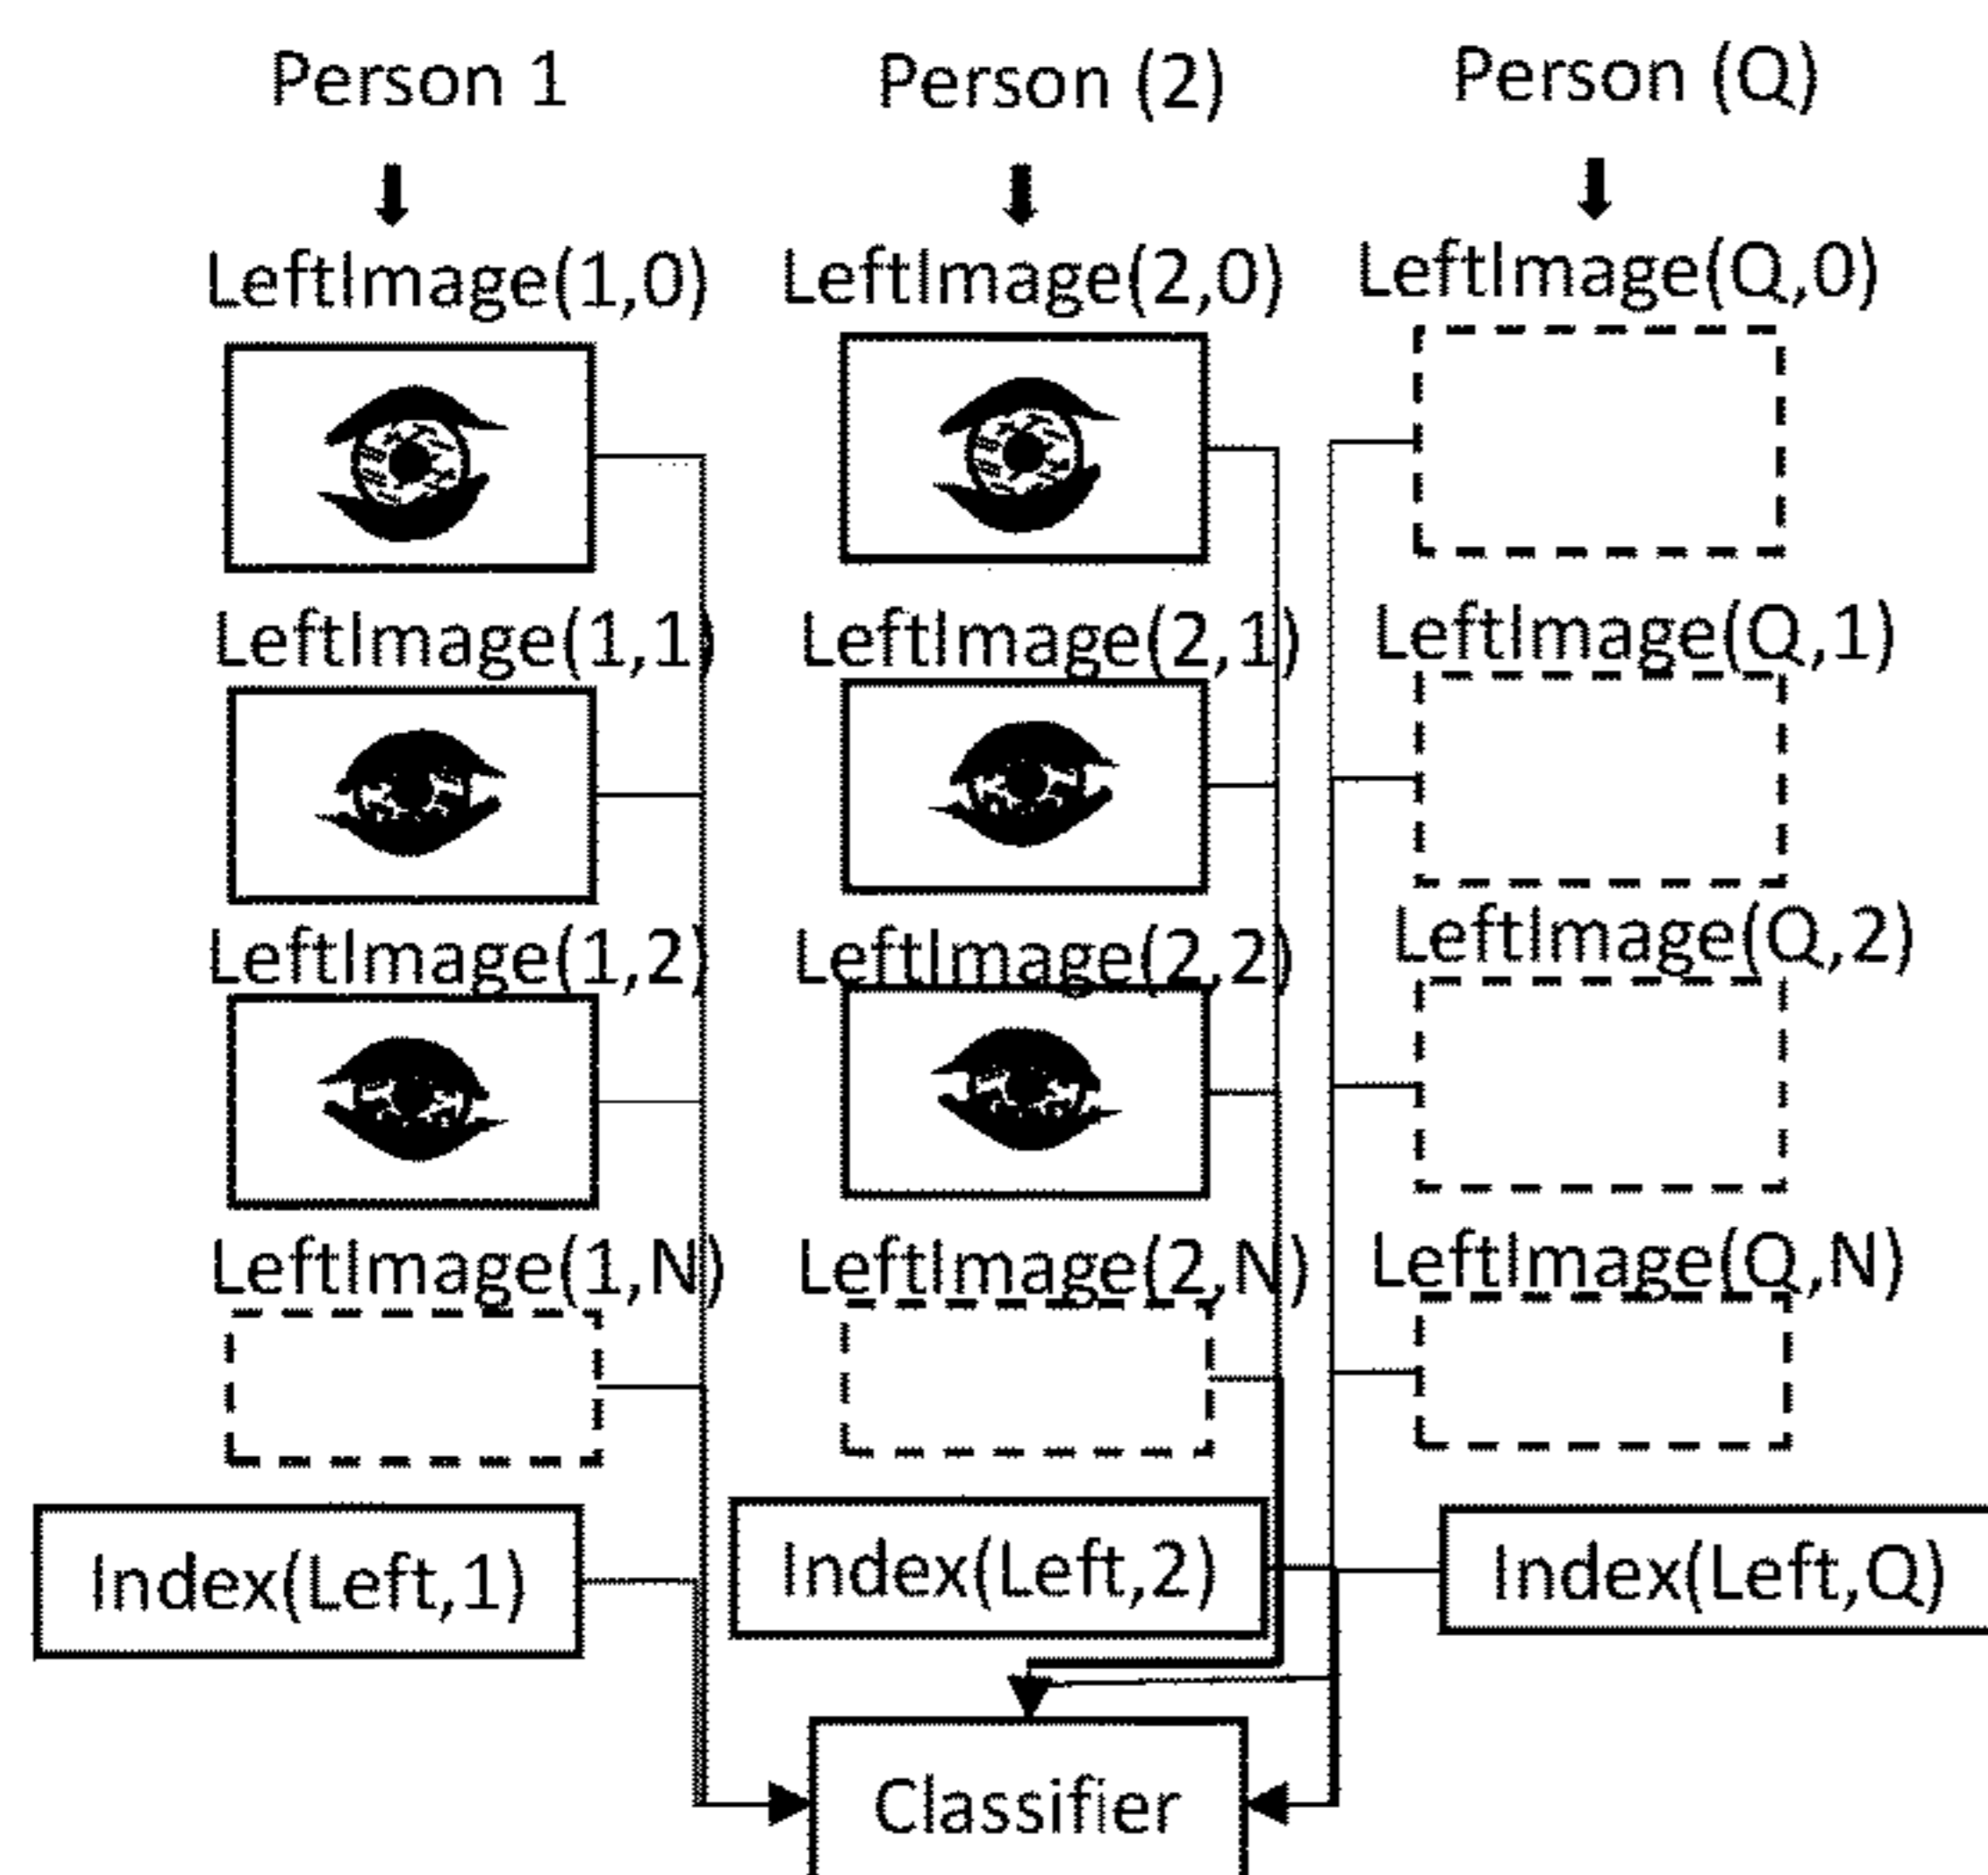 Person 1
Person (2)
Person (Q)
LeftImage(1,0)
LeftImage(2,0)
LeftImage(Q,0)
LeftImage(1,1)
LeftImage(2,1)
LeftImage(Q,1)
LeftImage(1,2)
LeftImage(2,2)
LeftImage(Q,2)
LeftImage(1,N)
LeftImage(2,N)
LeftImage(Q,N)
Index(Left,1)
Index(Left,2)
Index(Left,Q)
Classifier